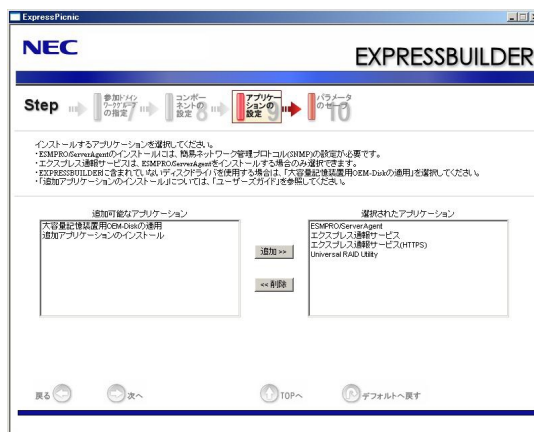 ExpressPicnic
NEC
EXPRESSBUILDER
Step
参加ドメイン
ワークグループ
の指定
7
コンポー
ネントの
設定
8
アプリケー
ションの
設定
9
パラメータ
のセーブ
10
インストールするアプリケーションを選択してください。
・ESMPRO/ServerAgentのインストールには、簡易ネットワーク管理プロトコル(SNMP)の設定が必要です。
・エクスプレス通報サービスは、ESMPRO/ServerAgentをインストールする場合のみ選択できます。
・EXPRESSBUILDERに含まれていないディスクドライバを使用する場合は、「大容量記憶装置用OEM-Diskの適用」を選択してください。
・「追加アプリケーションのインストール」については、「ユーザーズガイド」を参照してください。
追加可能なアプリケーション
大容量記憶装置用OEM-Diskの適用
追加アプリケーションのインストール
追加 >>
<< 削除
選択されたアプリケーション
ESMPRO/ServerAgent
エクスプレス通報サービス
エクスプレス通報サービス(HTTPS)
Universal RAID Utility
戻る
次へ
TOPへ
デフォルトへ戻す